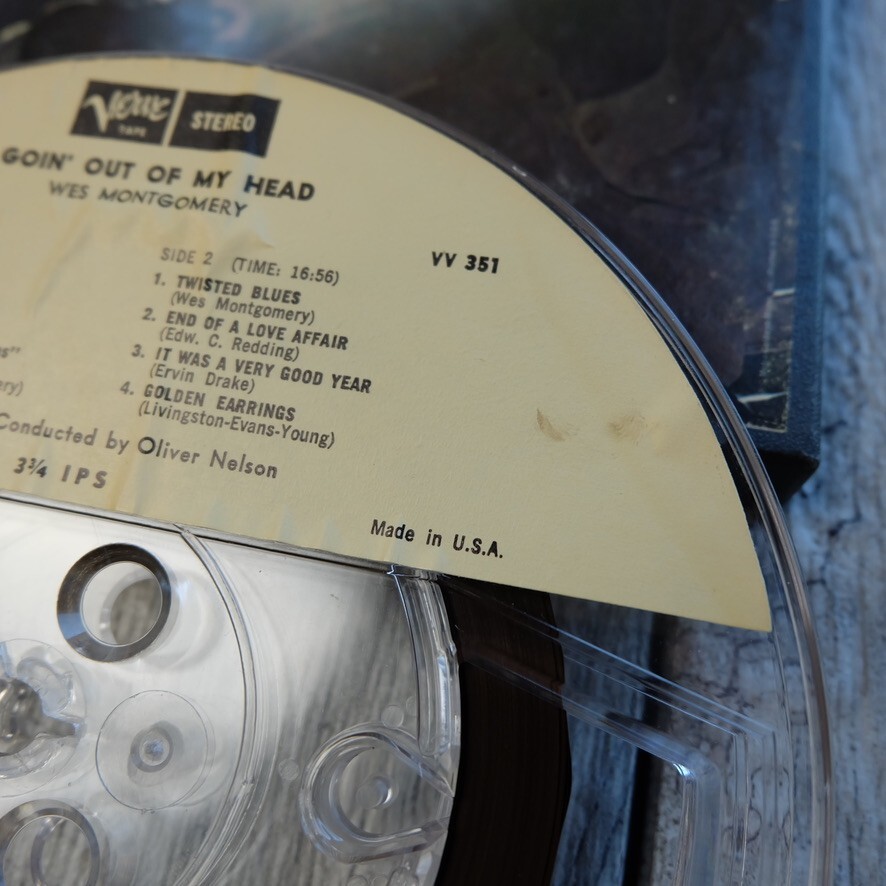 Verve
TAPE
STEREO
GOIN' OUT OF MY HEAD
WES MONTGOMERY
VV 351
SIDE 2 (TIME: 16:56)
1. TWISTED BLUES
(Wes Montgomery)
2. END OF A LOVE AFFAIR
(Edw. C. Redding)
3. IT WAS A VERY GOOD YEAR
(Ervin Drake)
4. GOLDEN EARRINGS
(Livingston-Evans-Young)
Conducted by Oliver Nelson
3¾ IPS
Made in U.S.A.